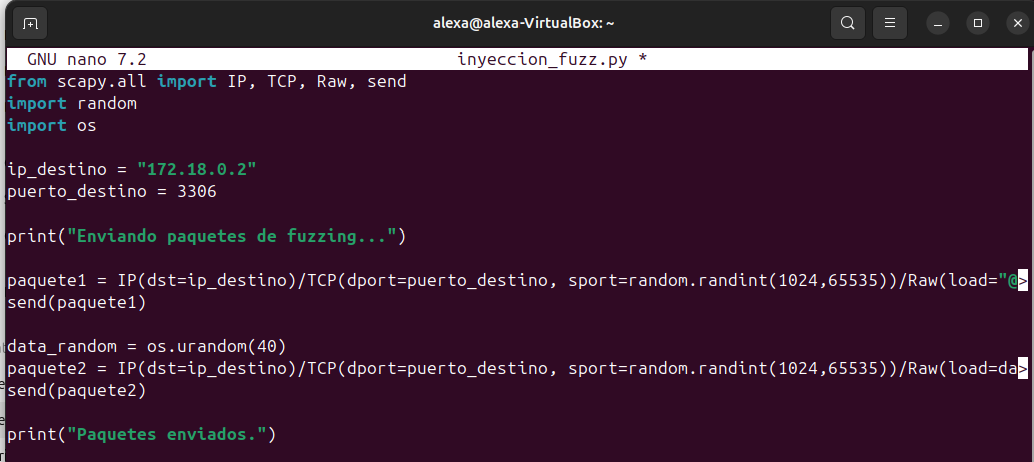 alexa@alexa-VirtualBox: ~
GNU nano 7.2 inyeccion_fuzz.py *
from scapy.all import IP, TCP, Raw, send
import random
import os
ip_destino = "172.18.0.2"
puerto_destino = 3306
print("Enviando paquetes de fuzzing...")
paquete1 = IP(dst=ip_destino)/TCP(dport=puerto_destino, sport=random.randint(1024,65535))/Raw(load="@>
send(paquete1)
data_random = os.urandom(40)
paquete2 = IP(dst=ip_destino)/TCP(dport=puerto_destino, sport=random.randint(1024,65535))/Raw(load=da>
send(paquete2)
print("Paquetes enviados.")